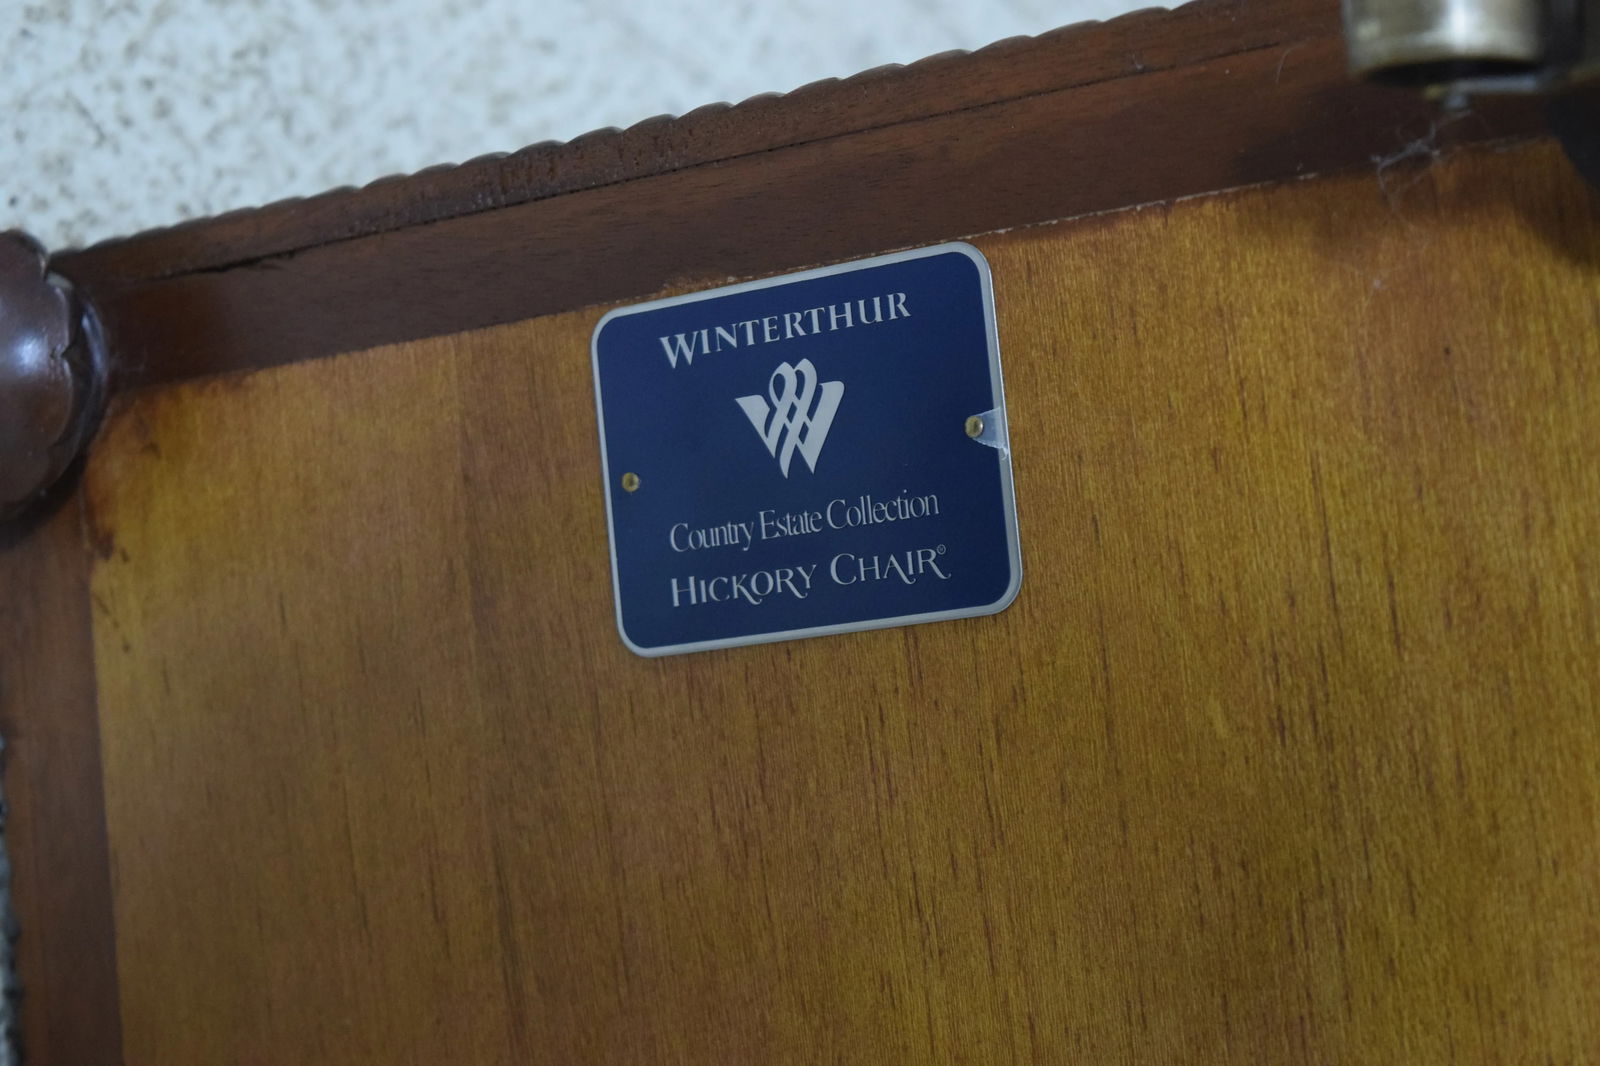 WINTERTHUR
Country Estate Collection
HICKORY CHAIR®